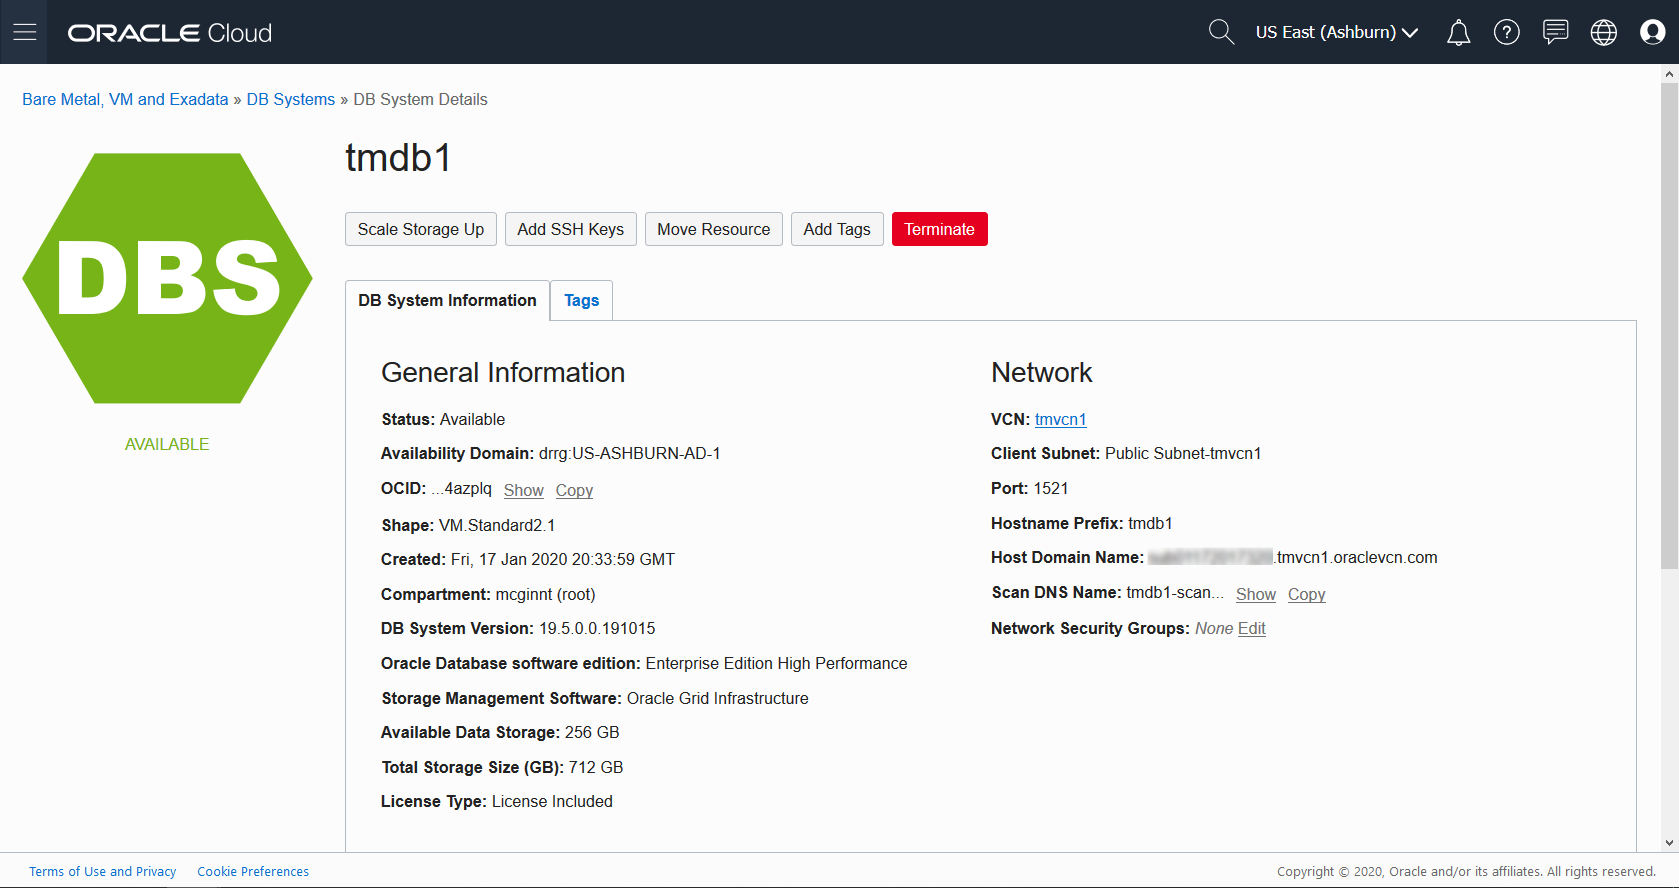 ORACLE Cloud
US East (Ashburn)
Bare Metal, VM and Exadata » DB Systems » DB System Details
DBS
AVAILABLE
tmdb1
Scale Storage Up Add SSH Keys Move Resource Add Tags Terminate
DB System Information Tags
General Information
Status: Available
Availability Domain: drrg:US-ASHBURN-AD-1
OCID: ...4azplq Show Copy
Shape: VM.Standard2.1
Created: Fri, 17 Jan 2020 20:33:59 GMT
Compartment: mcginnt (root)
DB System Version: 19.5.0.0.191015
Oracle Database software edition: Enterprise Edition High Performance
Storage Management Software: Oracle Grid Infrastructure
Available Data Storage: 256 GB
Total Storage Size (GB): 712 GB
License Type: License Included
Network
VCN: tmvcn1
Client Subnet: Public Subnet-tmvcn1
Port: 1521
Hostname Prefix: tmdb1
Host Domain Name: .tmvcn1.oraclevcn.com
Scan DNS Name: tmdb1-scan... Show Copy
Network Security Groups: None Edit
Terms of Use and Privacy Cookie Preferences
Copyright © 2020, Oracle and/or its affiliates. All rights reserved.